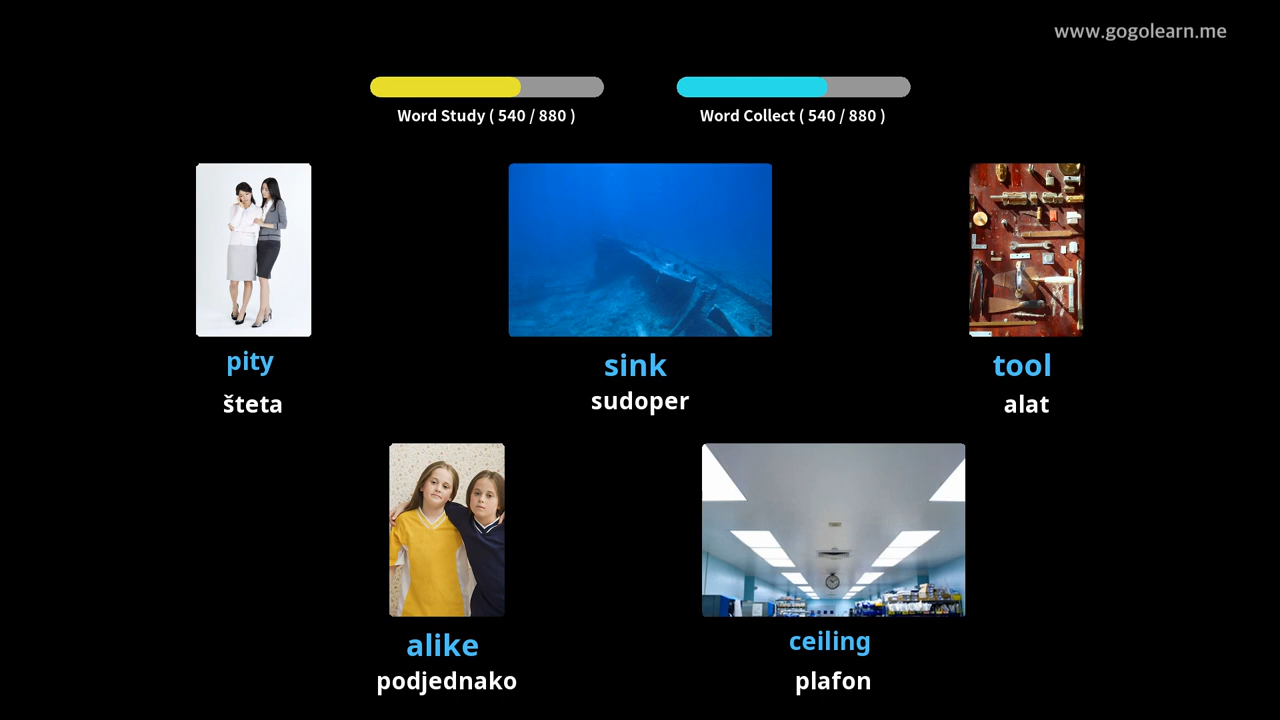 www.gogolearn.me
Word Study ( 540 / 880 )
Word Collect ( 540 / 880 )
pity
šteta
sink
sudoper
tool
alat
alike
podjednako
ceiling
plafon